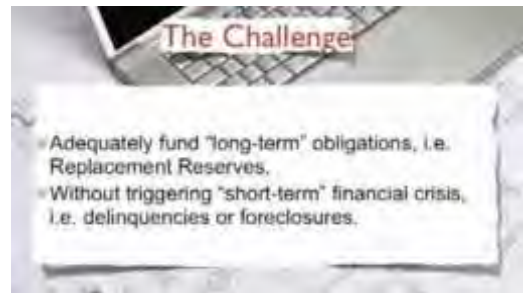 The Challenge
Adequately fund "long-term" obligations, i.e.
Replacement Reserves.
Without triggering "short-term" financial crisis,
i.e. delinquencies or foreclosures.